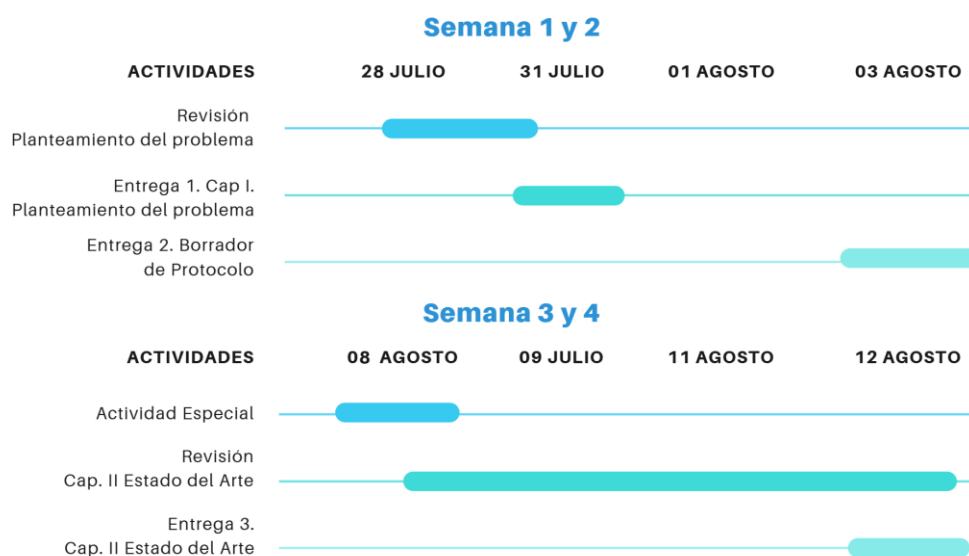 Semana 1 y 2
ACTIVIDADES 28 JULIO 31 JULIO 01 AGOSTO 03 AGOSTO
Revisión
Planteamiento del problema
Entrega 1. Cap I.
Planteamiento del problema
Entrega 2. Borrador
de Protocolo
Semana 3 y 4
ACTIVIDADES 08 AGOSTO 09 JULIO 11 AGOSTO 12 AGOSTO
Actividad Especial
Revisión
Cap. II Estado del Arte
Entrega 3.
Cap. II Estado del Arte